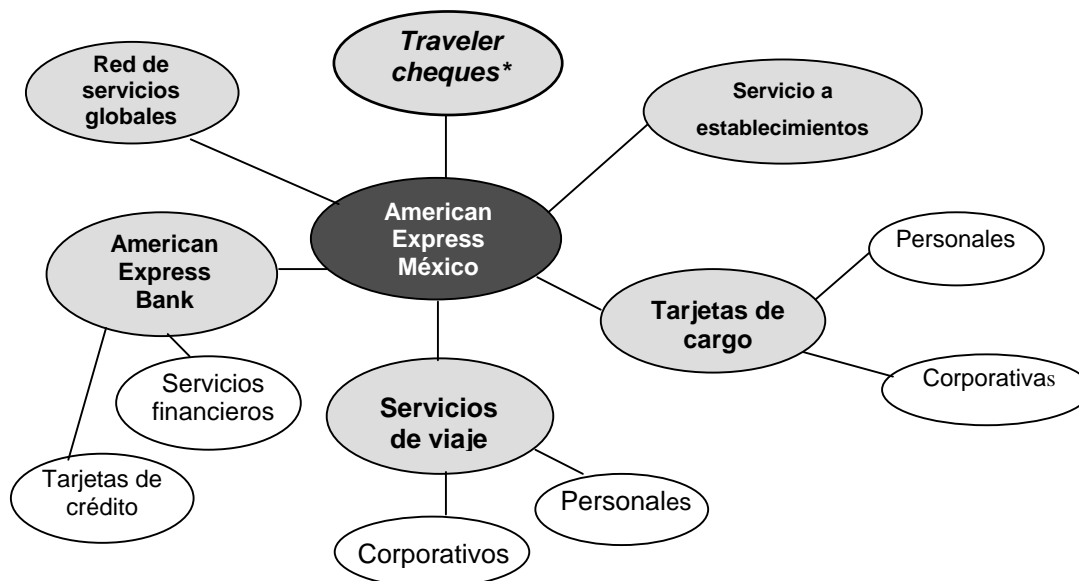 Traveler
cheques*
Red de
servicios
globales
Servicio a
establecimientos
American
Express
México
Personales
American
Express
Bank
Tarjetas de
cargo
Servicios
financieros
Corporativas
Servicios
de viaje
Tarjetas de
crédito
Personales
Corporativos